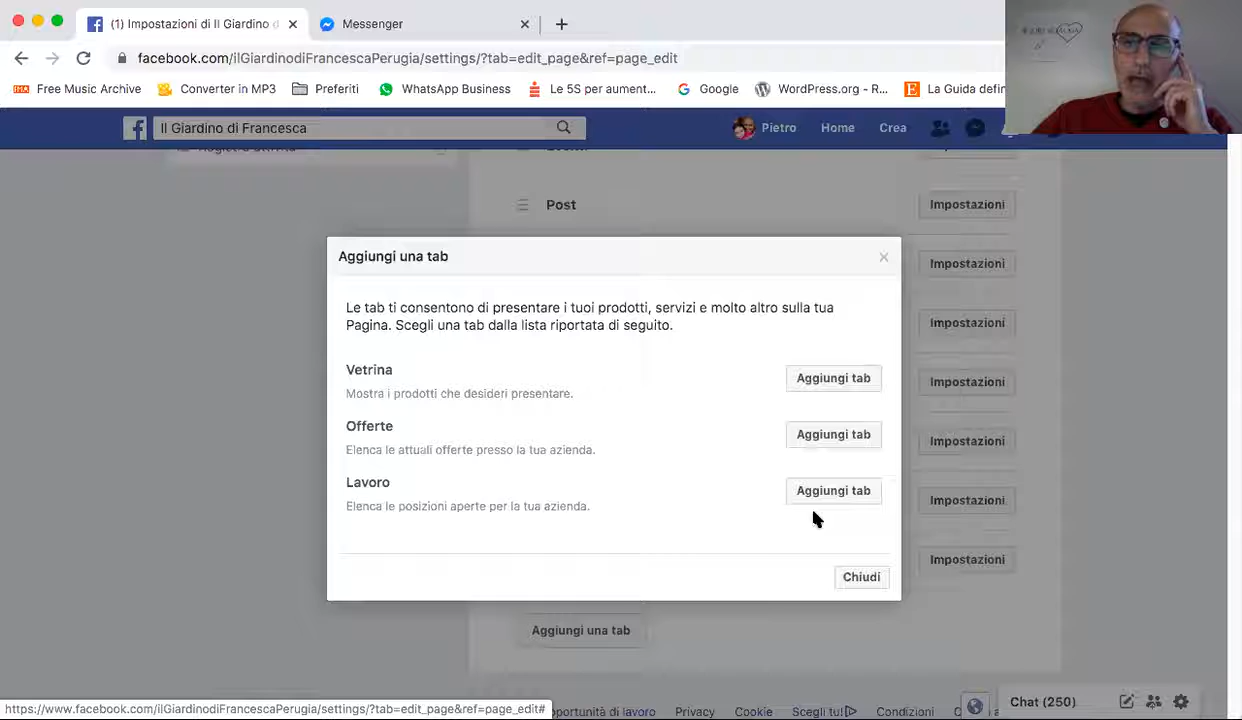 (1) Impostazioni di Il Giardino d
Messenger
facebook.com/ilGiardinodiFrancescaPerugia/settings/?tab=edit_page&ref=page_edit
Free Music Archive
Converter in MP3
Preferiti
WhatsApp Business
Le 5S per aument...
Google
WordPress.org - R...
La Guida defin
Il Giardino di Francesca
Pietro
Home
Crea
Post
Impostazioni
Impostazioni
Impostazioni
Impostazioni
Impostazioni
Impostazioni
Impostazioni
Aggiungi una tab
Le tab ti consentono di presentare i tuoi prodotti, servizi e molto altro sulla tua
Pagina. Scegli una tab dalla lista riportata di seguito.
Vetrina
Mostra i prodotti che desideri presentare.
Aggiungi tab
Offerte
Elenca le attuali offerte presso la tua azienda.
Aggiungi tab
Lavoro
Elenca le posizioni aperte per la tua azienda.
Aggiungi tab
Chiudi
Aggiungi una tab
https://www.facebook.com/ilGiardinodiFrancescaPerugia/settings/?tab=edit_page&ref=page_edit#
opportunità di lavoro
Privacy
Cookie
Scegli tu!
Condizioni
Chat (250)